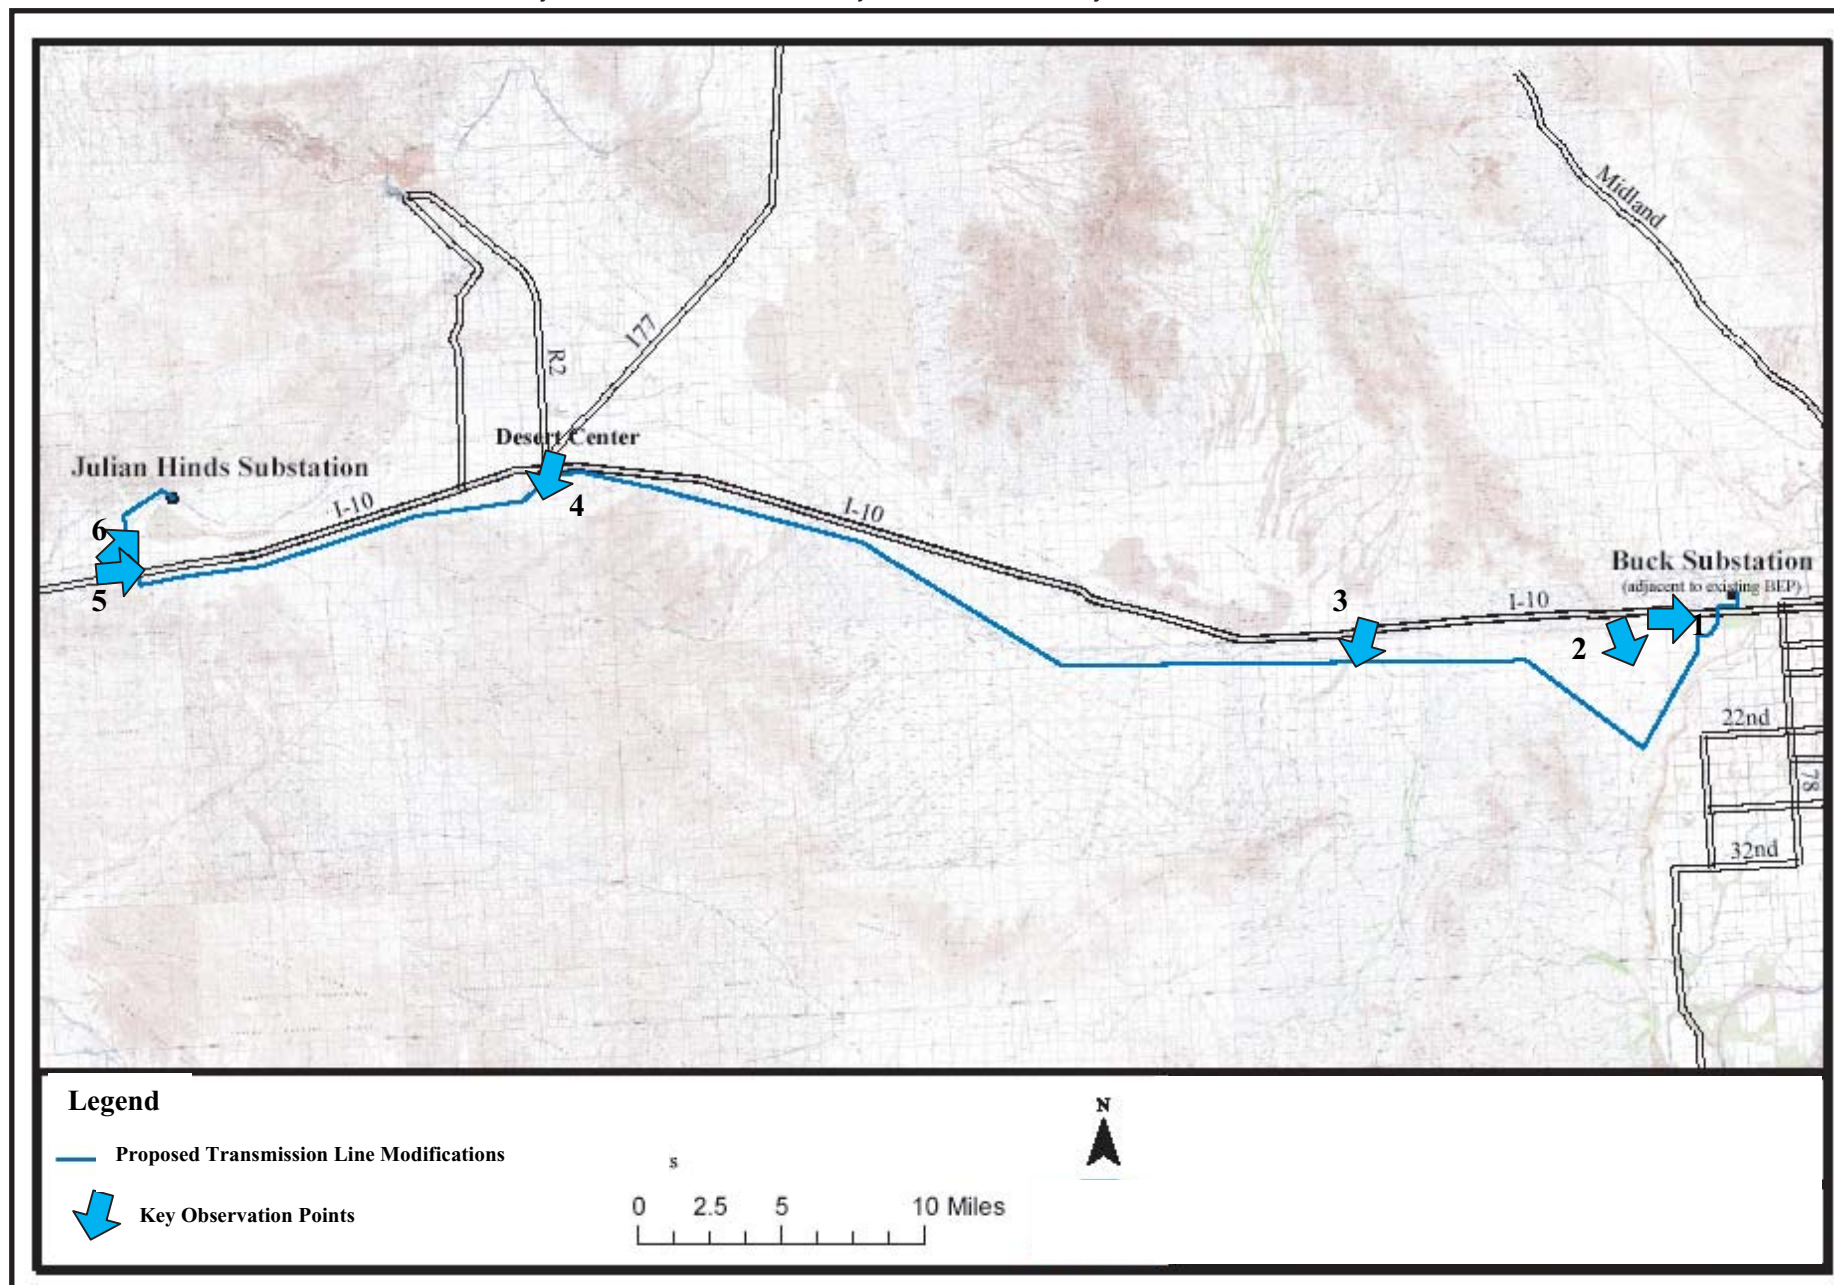 Midland
177
R2
Desert Center
Julian Hinds Substation
I-10
4
I-10
6
5
Buck Substation
(adjacent to existing BEP)
3
I-10
1
2
22nd
78
32nd
Legend
Proposed Transmission Line Modifications
Key Observation Points
s
0 2.5 5 10 Miles
N